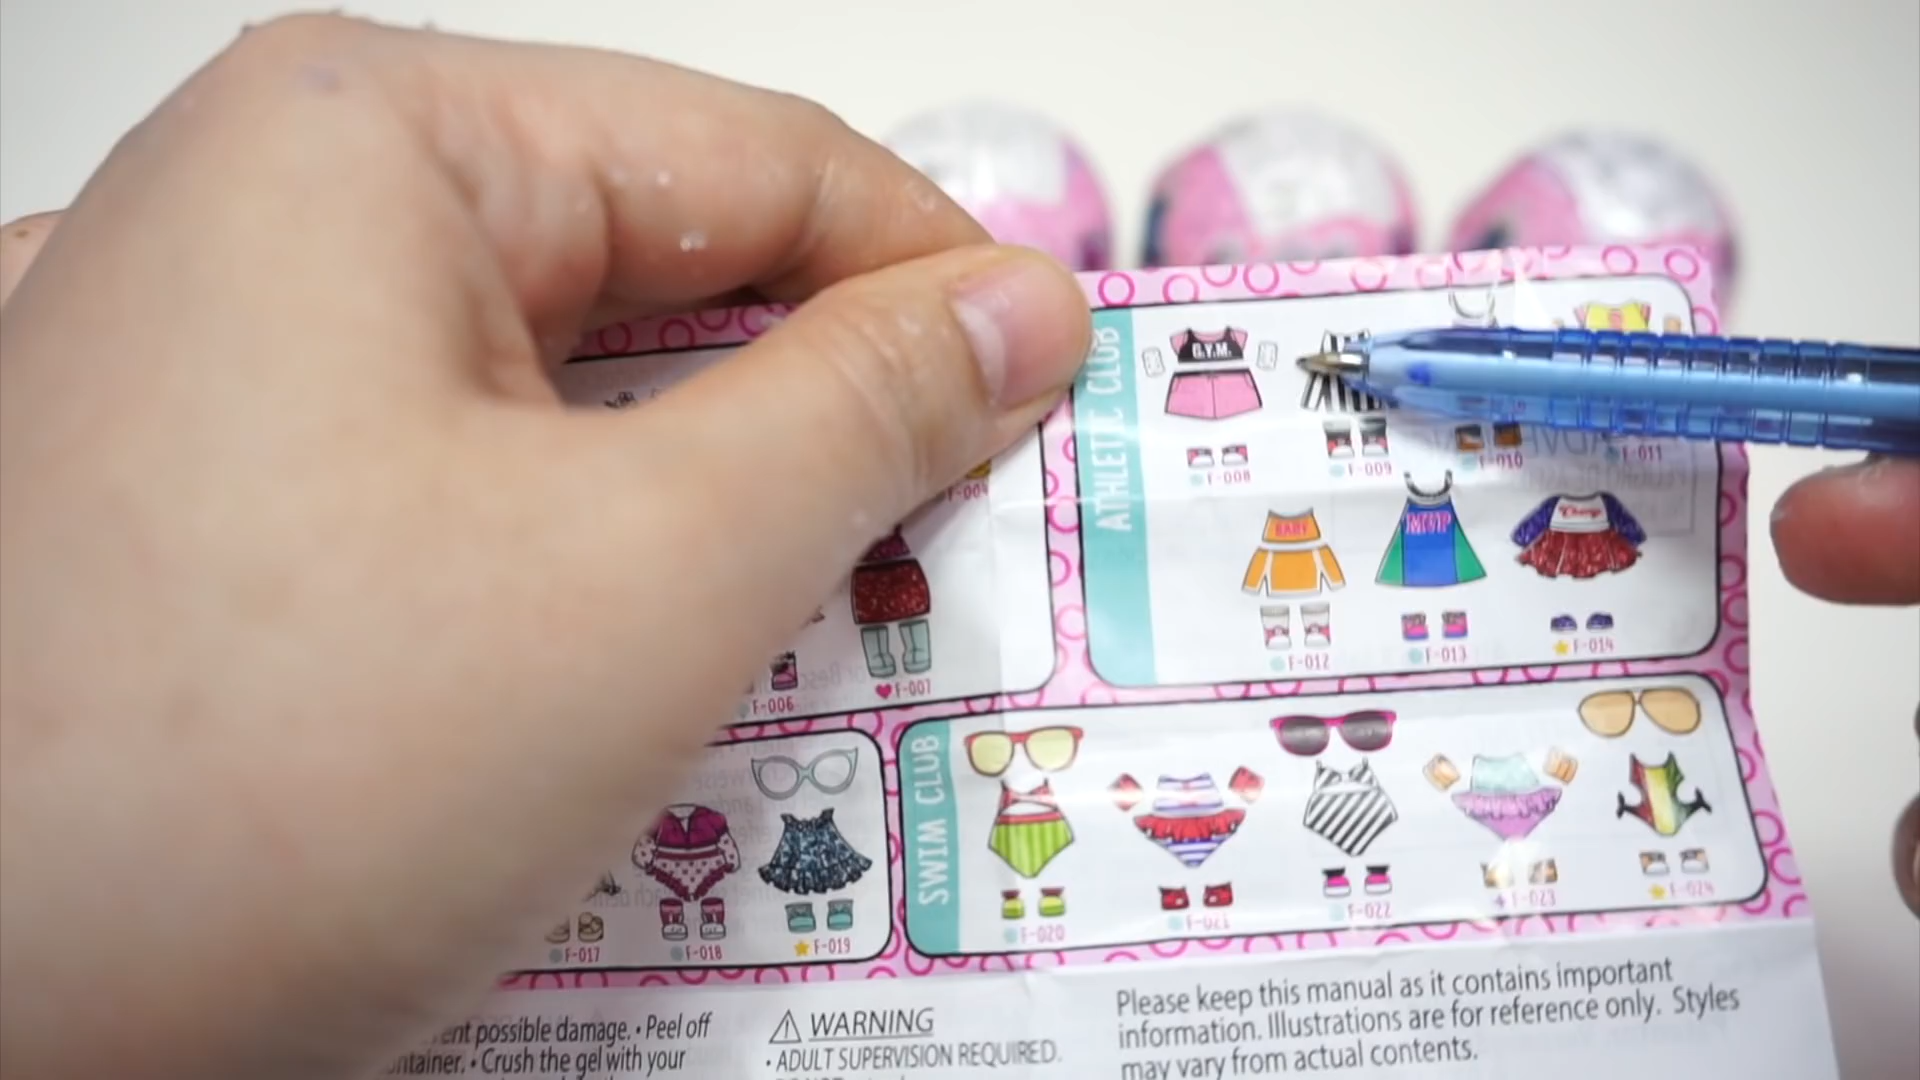 ATHLETIC CLUB
G.Y.M.
F-008
F-009
F-010
F-011
F-004
BABY
MVP
F-012
F-013
F-014
F-006
F-007
SWIM CLUB
F-017
F-018
F-019
F-020
F-021
F-022
F-023
F-024
ent possible damage. • Peel off
ntainer. • Crush the gel with your
WARNING
• ADULT SUPERVISION REQUIRED.
Please keep this manual as it contains important
information. Illustrations are for reference only. Styles
may vary from actual contents.